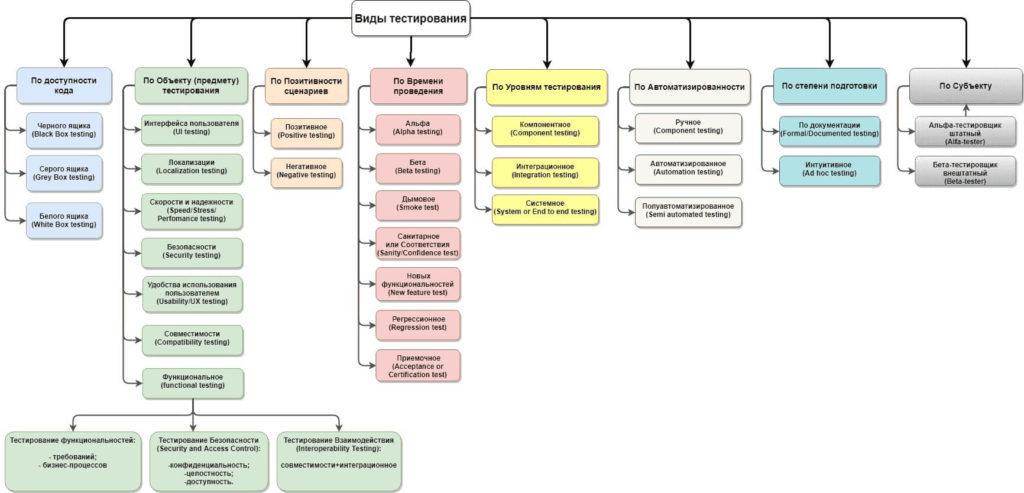 Виды тестирования
По доступности
кода
Черного ящика
(Black Box testing)
Серого ящика
(Grey Box testing)
Белого ящика
(White Box testing)
По Объекту (предмету)
тестирования
Интерфейса пользователя
(UI testing)
Локализации
(Localization testing)
Скорости и надежности
(Speed/Stress/
Perfomance testing)
Безопасности
(Security testing)
Удобства использования
пользователем
(Usability/UX testing)
Совместимости
(Compatibility testing)
Функциональное
(functional testing)
Тестирование функциональностей:
- требований;
- бизнес-процессов
Тестирование Безопасности
(Security and Access Control):
-конфиденциальность;
-целостность;
-доступность.
Тестирование Взаимодействия
(Interoperability Testing):
совместимости+интеграционное
По Позитивности
сценариев
Позитивное
(Positive testing)
Негативное
(Negative testing)
По Времени
проведения
Альфа
(Alpha testing)
Бета
(Beta testing)
Дымовое
(Smoke test)
Санитарное
или Соответствия
(Sanity/Confidence test)
Новых
функциональностей
(New feature test)
Регрессионное
(Regression test)
Приемочное
(Acceptance or
Certification test)
По Уровням тестирования
Компонентное
(Component testing)
Интеграционное
(Integration testing)
Системное
(System or End to end testing)
По Автоматизированности
Ручное
(Component testing)
Автоматизированное
(Automation testing)
Полуавтоматизированное
(Semi automated testing)
По степени подготовки
По документации
(Formal/Documented testing)
Интуитивное
(Ad hoc testing)
По Субъекту
Альфа-тестировщик
штатный
(Alfa-tester)
Бета-тестировщик
внештатный
(Beta-tester)